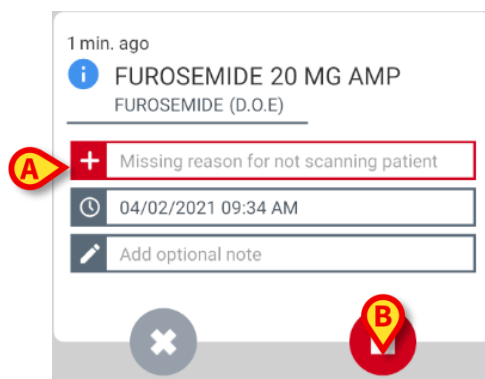 1 min. ago
i FUROSEMIDE 20 MG AMP
FUROSEMIDE (D.O.E)
A
Missing reason for not scanning patient
04/02/2021 09:34 AM
Add optional note
B